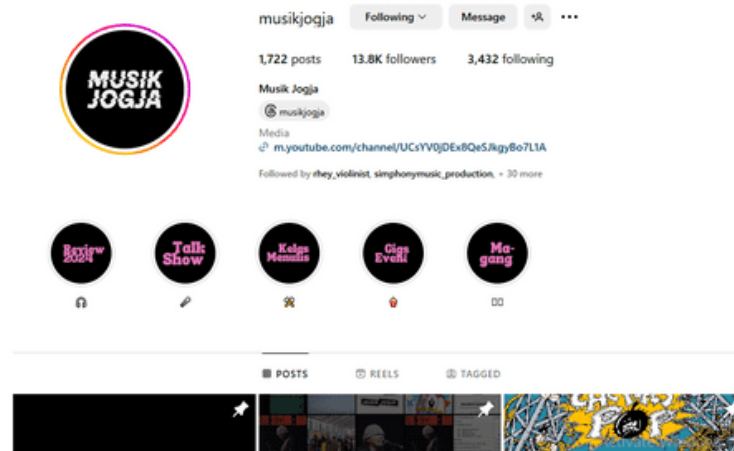 musikjogja Following Message
1,722 posts 13.8K followers 3,432 following
MUSIK
JOGJA
Musik Jogja
musikjogja
Media
m.youtube.com/channel/UCsYV0jDEx8QeSJkgyBo7L1A
Followed by rhey_violinist, simphonymusic_production, + 30 more
Review
2024
Talk
Show
Kelas
Menulis
Gigs
Event
Ma-
gang
POSTS REELS TAGGED